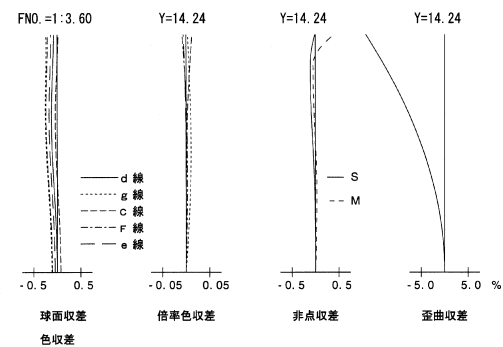 FNO.=1:3.60
Y=14.24
Y=14.24
Y=14.24
d 線
g 線
C 線
F 線
e 線
S
M
-0.5 0.5
-0.05 0.05
-0.5 0.5
-5.0 5.0 %
球面収差
色収差
倍率色収差
非点収差
歪曲収差